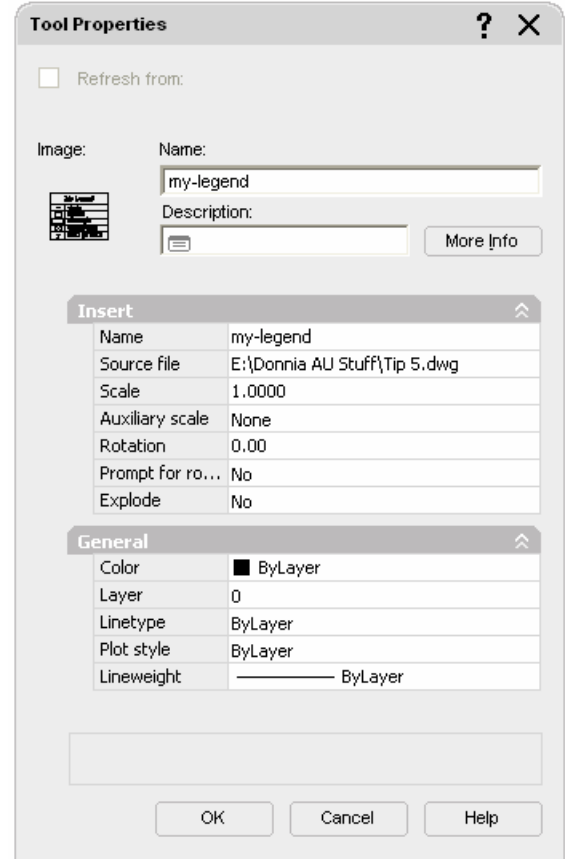 Tool Properties ?
Refresh from:
Image:
Name:
my-legend
Description:
More Info
Insert
Name my-legend
Source file E:\Donnia AU Stuff\Tip 5.dwg
Scale 1.0000
Auxiliary scale None
Rotation 0.00
Prompt for ro... No
Explode No
General
Color ByLayer
Layer 0
Linetype ByLayer
Plot style ByLayer
Lineweight ByLayer
OK Cancel Help